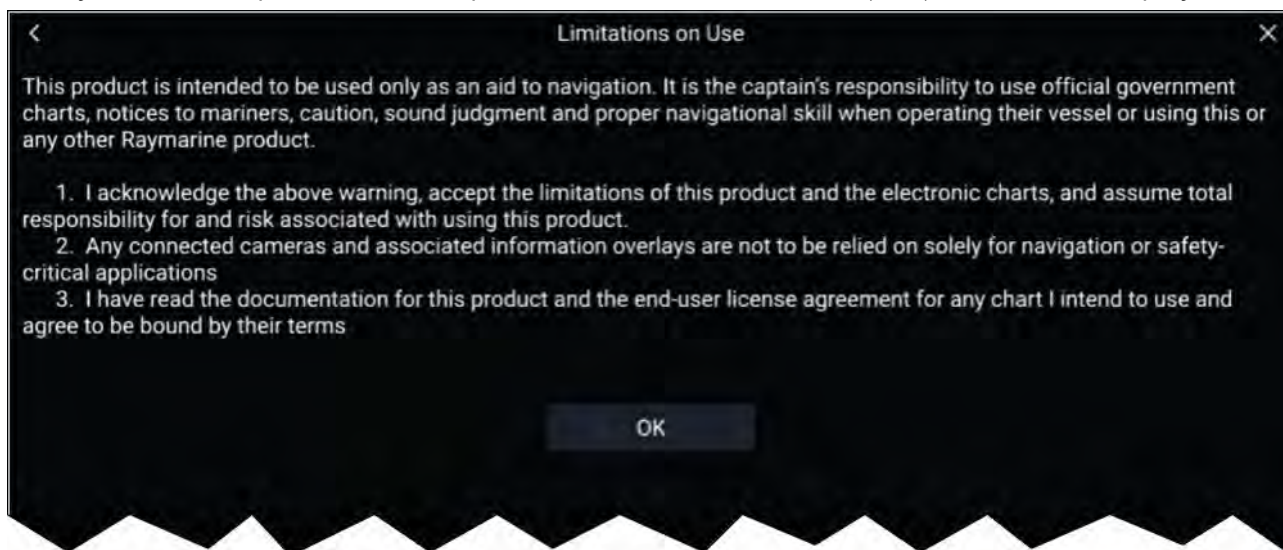 Limitations on Use
This product is intended to be used only as an aid to navigation. It is the captain's responsibility to use official government
charts, notices to mariners, caution, sound judgment and proper navigational skill when operating their vessel or using this or
any other Raymarine product.
1. I acknowledge the above warning, accept the limitations of this product and the electronic charts, and assume total
responsibility for and risk associated with using this product.
2. Any connected cameras and associated information overlays are not to be relied on solely for navigation or safety-
critical applications
3. I have read the documentation for this product and the end-user license agreement for any chart I intend to use and
agree to be bound by their terms
OK